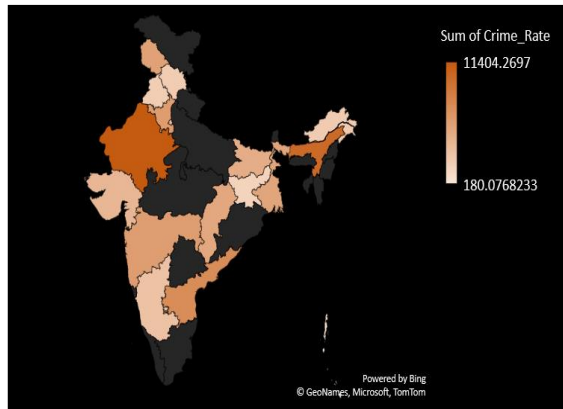 Sum of Crime_Rate
11404.2697
180.0768233
Powered by Bing
© GeoNames, Microsoft, TomTom